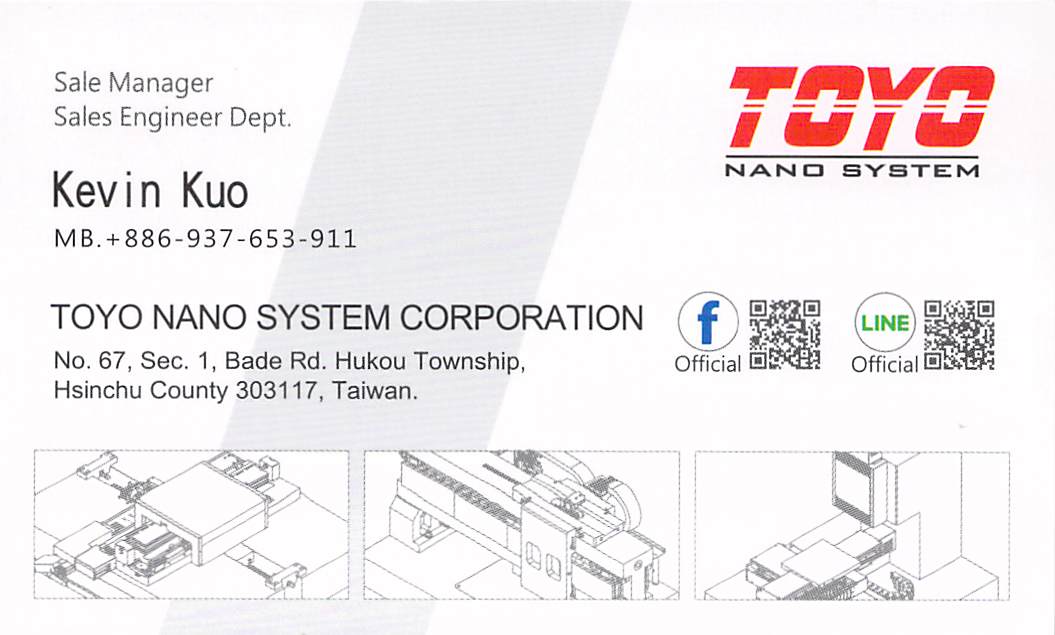 Sale Manager
Sales Engineer Dept.
TOYO
NANO SYSTEM
Kevin Kuo
MB.+886-937-653-911
TOYO NANO SYSTEM CORPORATION
No. 67, Sec. 1, Bade Rd. Hukou Township,
Hsinchu County 303117, Taiwan.
f
Official
LINE
Official